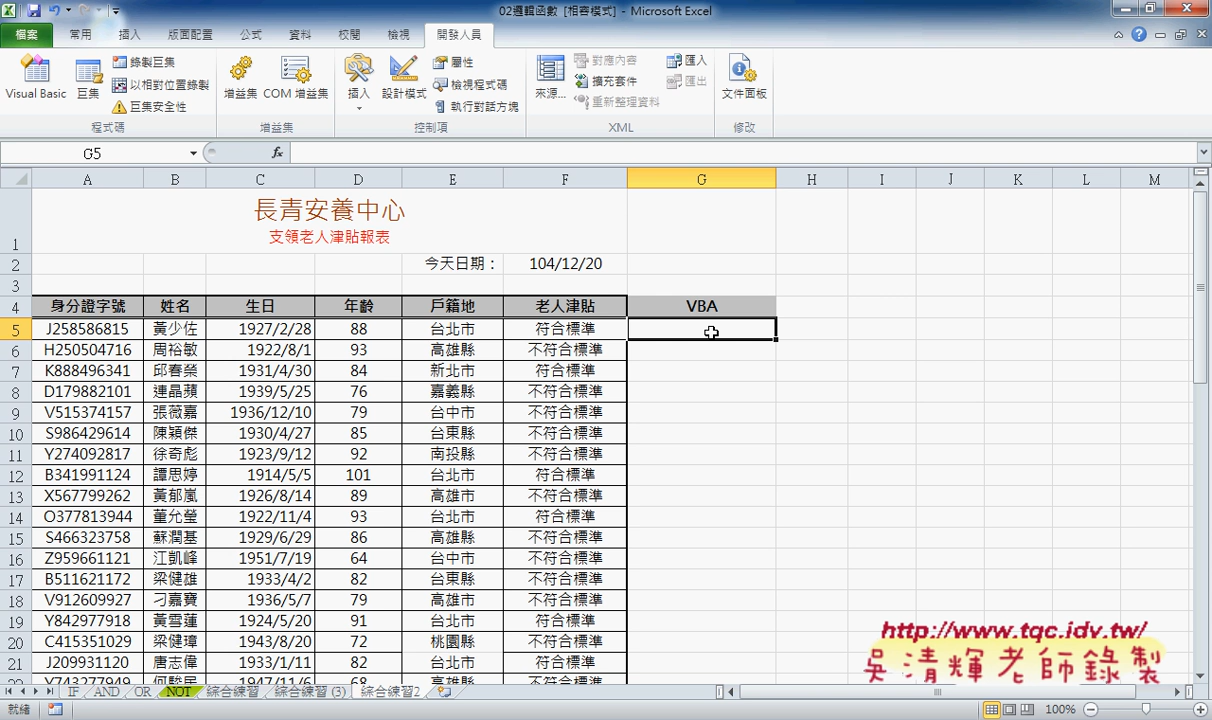 02邏輯函數 [相容模式] - Microsoft Excel
檔案 常用 插入 版面配置 公式 資料 校閱 檢視 開發人員
Visual Basic 巨集 錄製巨集 以相對位置錄製 巨集安全性 程式碼
增益集 COM 增益集 增益集
插入 設計模式 屬性 檢視程式碼 執行對話方塊 控制項
來源... 對應內容 擴充套件 重新整理資料 匯入 匯出 XML
文件面板 修改
G5 fx
A B C D E F G H I J K L M
1 長青安養中心
支領老人津貼報表
2 今天日期： 104/12/20
3
4 身分證字號 姓名 生日 年齡 戶籍地 老人津貼 VBA
5 J258586815 黃少佐 1927/2/28 88 台北市 符合標準
6 H250504716 周裕敏 1922/8/1 93 高雄縣 不符合標準
7 K888496341 邱春榮 1931/4/30 84 新北市 符合標準
8 D179882101 連晶蘋 1939/5/25 76 嘉義縣 不符合標準
9 V515374157 張薇嘉 1936/12/10 79 台中市 不符合標準
10 S986429614 陳穎傑 1930/4/27 85 台東縣 不符合標準
11 Y274092817 徐奇彪 1923/9/12 92 南投縣 不符合標準
12 B341991124 譚思婷 1914/5/5 101 台北市 符合標準
13 X567799262 黃郁嵐 1926/8/14 89 高雄市 不符合標準
14 O377813944 董允瑩 1922/11/4 93 台北市 符合標準
15 S466323758 蘇潤基 1929/6/29 86 高雄縣 不符合標準
16 Z959661121 江凱峰 1951/7/19 64 台中市 不符合標準
17 B511621172 梁健雄 1933/4/2 82 台東縣 不符合標準
18 V912609927 刁嘉寶 1936/5/7 79 高雄市 不符合標準
19 Y842977918 黃雪蓮 1924/5/20 91 台北市 符合標準
20 C415351029 梁健璋 1943/8/20 72 桃園縣 不符合標準
21 J209931120 唐志偉 1933/1/11 82 台北市 符合標準
http://www.tqc.idv.tw/
吳清輝老師錄製
IF AND OR NOT 綜合練習 綜合練習 (3) 綜合練習2
就緒 100%